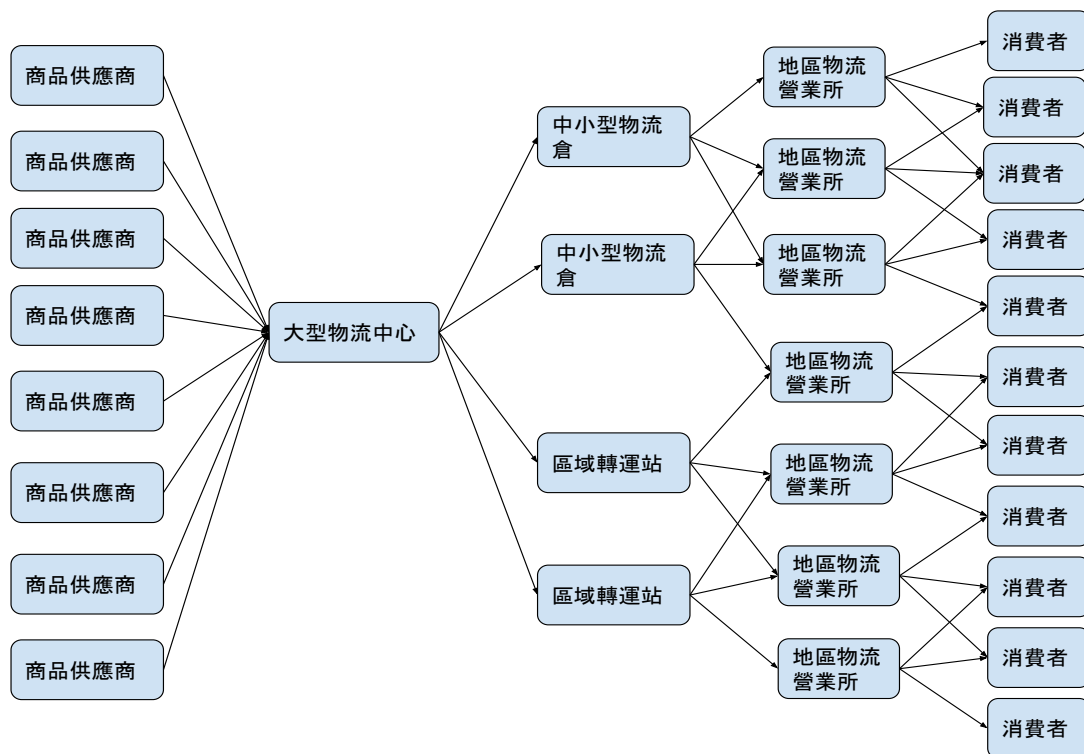 商品供應商
商品供應商
商品供應商
商品供應商
商品供應商
商品供應商
商品供應商
商品供應商
大型物流中心
中小型物流
倉
中小型物流
倉
區域轉運站
區域轉運站
地區物流
營業所
地區物流
營業所
地區物流
營業所
地區物流
營業所
地區物流
營業所
地區物流
營業所
地區物流
營業所
消費者
消費者
消費者
消費者
消費者
消費者
消費者
消費者
消費者
消費者
消費者